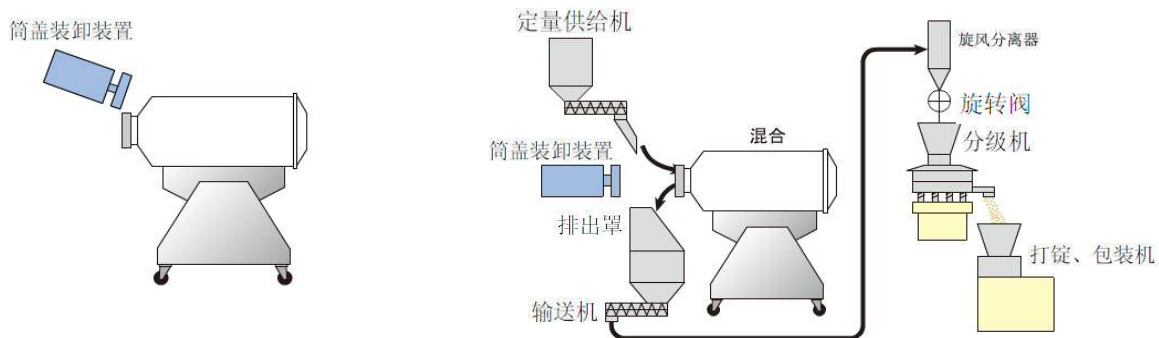 筒盖装卸装置
定量供给机
筒盖装卸装置
混合
排出罩
输送机
旋风分离器
旋转阀
分级机
打锭、包装机